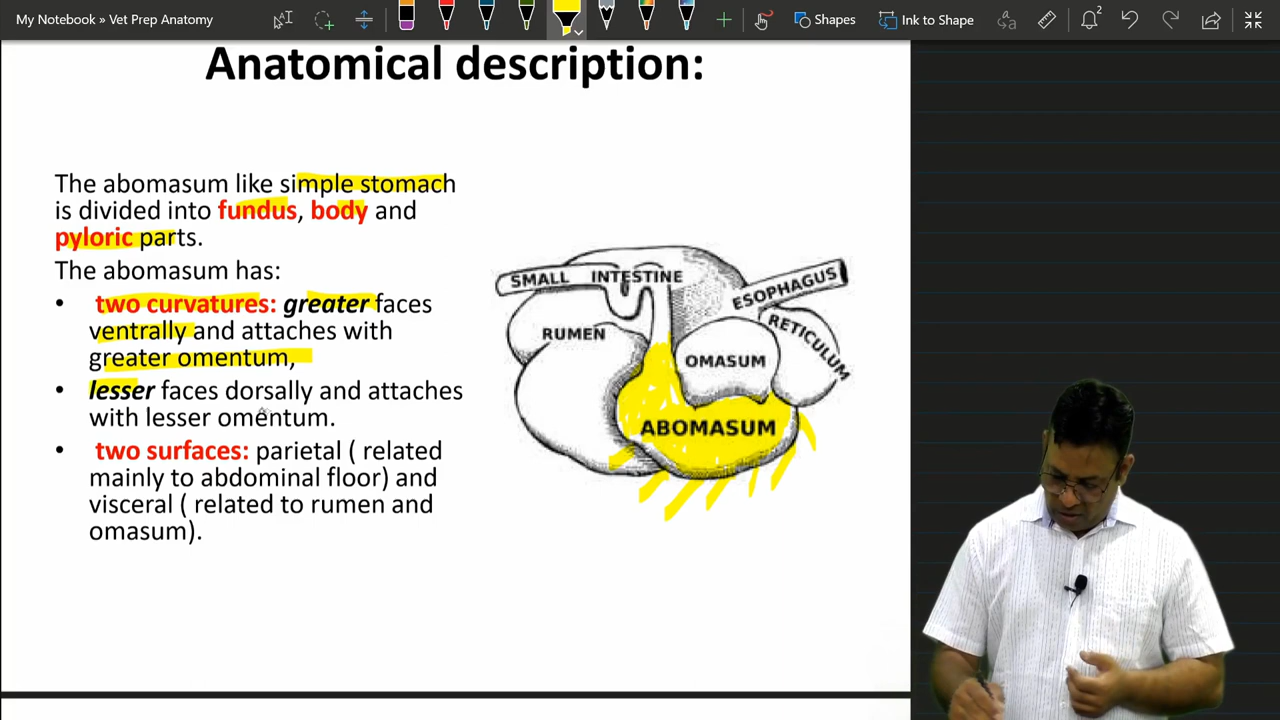 My Notebook » Vet Prep Anatomy
Shapes
Ink to Shape
2
Anatomical description:
The abomasum like simple stomach
is divided into fundus, body and
pyloric parts.
The abomasum has:
• two curvatures: greater faces
ventrally and attaches with
greater omentum,
• lesser faces dorsally and attaches
with lesser omentum.
• two surfaces: parietal ( related
mainly to abdominal floor) and
visceral ( related to rumen and
omasum).
SMALL INTESTINE
ESOPHAGUS
RUMEN
RETICULUM
OMASUM
ABOMASUM